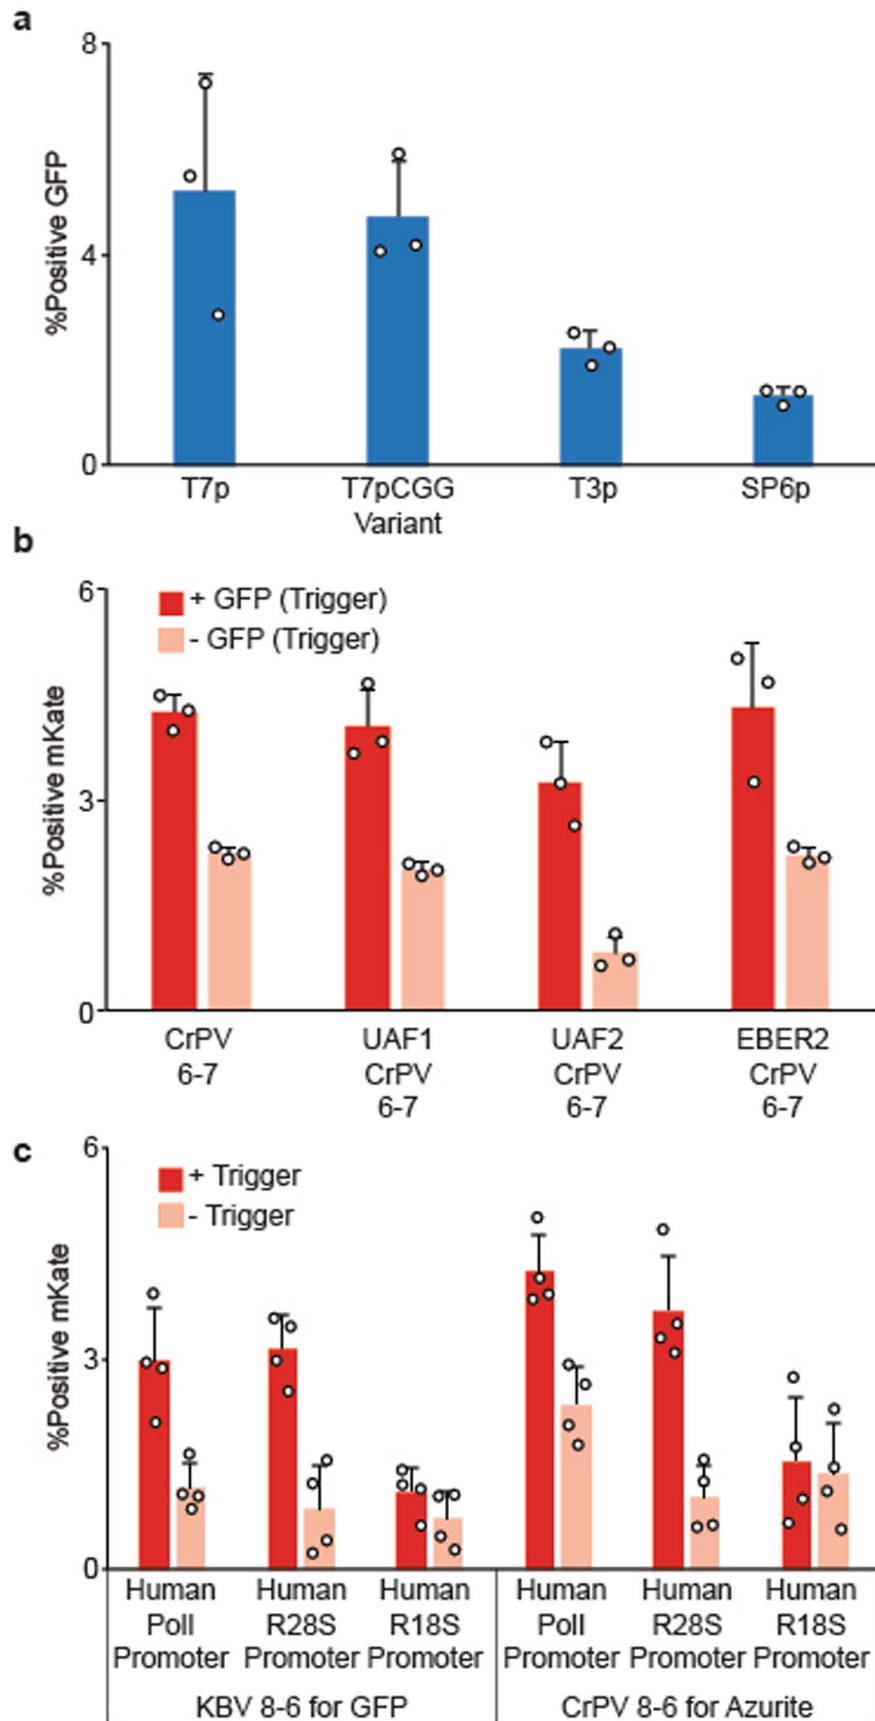 a
8
4
0
%Positive GFP
T7p T7pCGG T3p SP6p
Variant
b
6
3
0
%Positive mKate
+ GFP (Trigger)
- GFP (Trigger)
CrPV UAF1 UAF2 EBER2
6-7 CrPV CrPV CrPV
6-7 6-7 6-7
c
6
3
0
%Positive mKate
+ Trigger
- Trigger
Human Human Human Human Human Human
PolI R28S R18S PolI R28S R18S
Promoter Promoter Promoter Promoter Promoter Promoter
KBV 8-6 for GFP CrPV 8-6 for Azurite